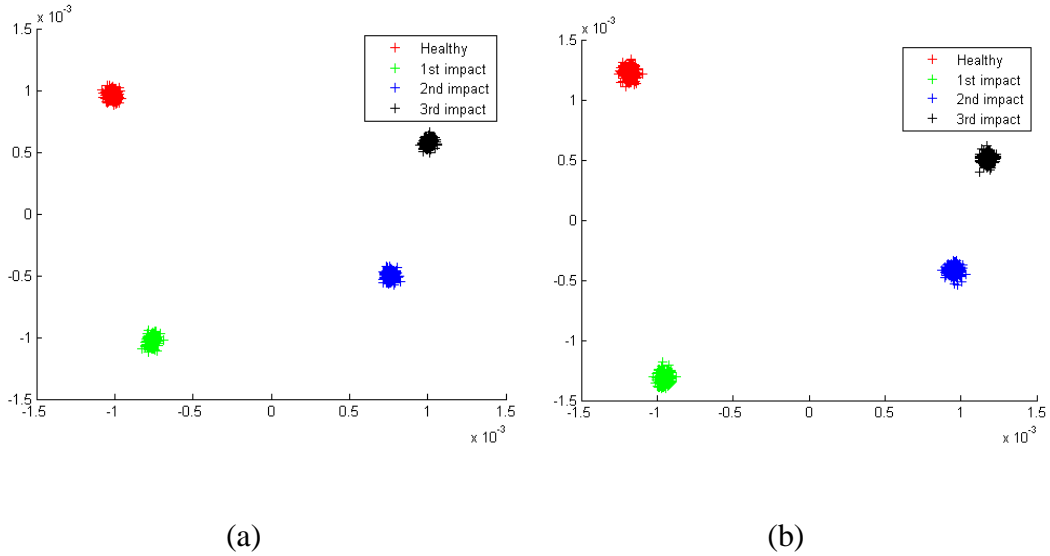 x 10⁻³
1.5
1
0.5
0
-0.5
-1
-1.5
-1.5 -1 -0.5 0 0.5 1 1.5
x 10⁻³
Healthy
1st impact
2nd impact
3rd impact
(a)
x 10⁻³
1.5
1
0.5
0
-0.5
-1
-1.5
-1.5 -1 -0.5 0 0.5 1 1.5
x 10⁻³
Healthy
1st impact
2nd impact
3rd impact
(b)